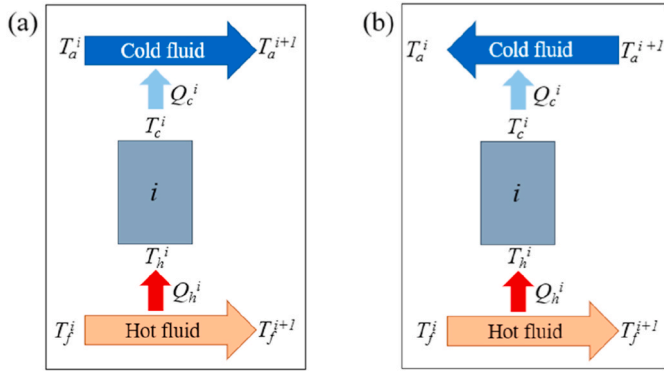 (a)
T_a^i Cold fluid T_a^{i+1}
Q_c^i
T_c^i
i
T_h^i
Q_h^i
T_f^i Hot fluid T_f^{i+1}
(b)
T_a^i Cold fluid T_a^{i+1}
Q_c^i
T_c^i
i
T_h^i
Q_h^i
T_f^i Hot fluid T_f^{i+1}